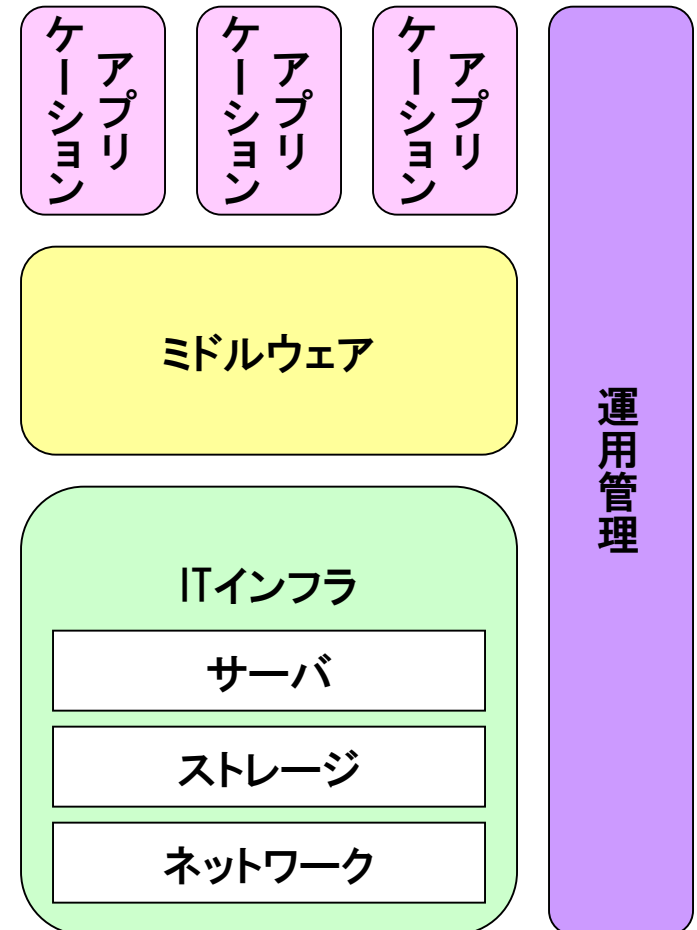 アプリ
ケーション
アプリ
ケーション
アプリ
ケーション
運用管理
ミドルウェア
ITインフラ
サーバ
ストレージ
ネットワーク